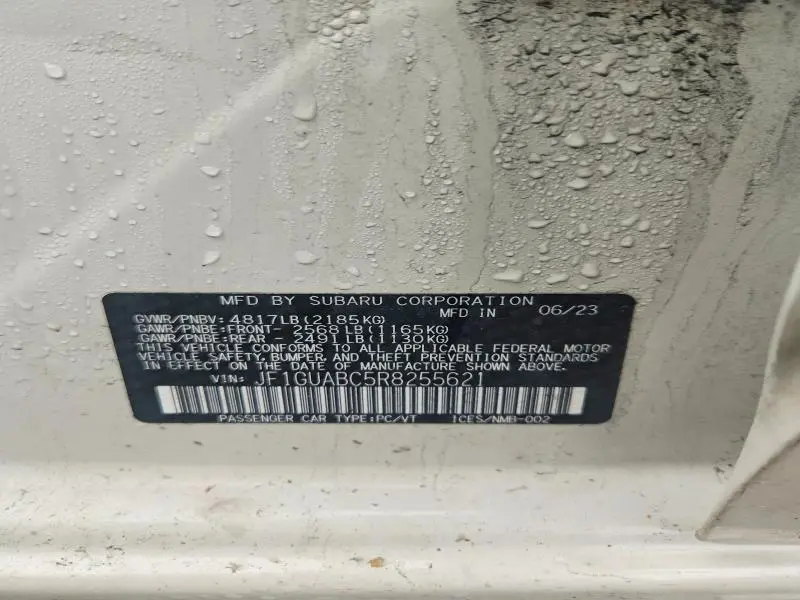 MFD BY SUBARU CORPORATION
GVWR/PNBV: 4817LB(2185KG) MFD IN 06/23
GAWR/PNBE:FRONT- 2568LB(1165KG)
GAWR/PNBE:REAR - 2491LB(1130KG)
THIS VEHICLE CONFORMS TO ALL APPLICABLE FEDERAL MOTOR
VEHICLE SAFETY, BUMPER, AND THEFT PREVENTION STANDARDS
IN EFFECT ON THE DATE OF MANUFACTURE SHOWN ABOVE.
VIN: JF1GUABC5R8255621
PASSENGER CAR TYPE:PC/VT ICES/NMB-002